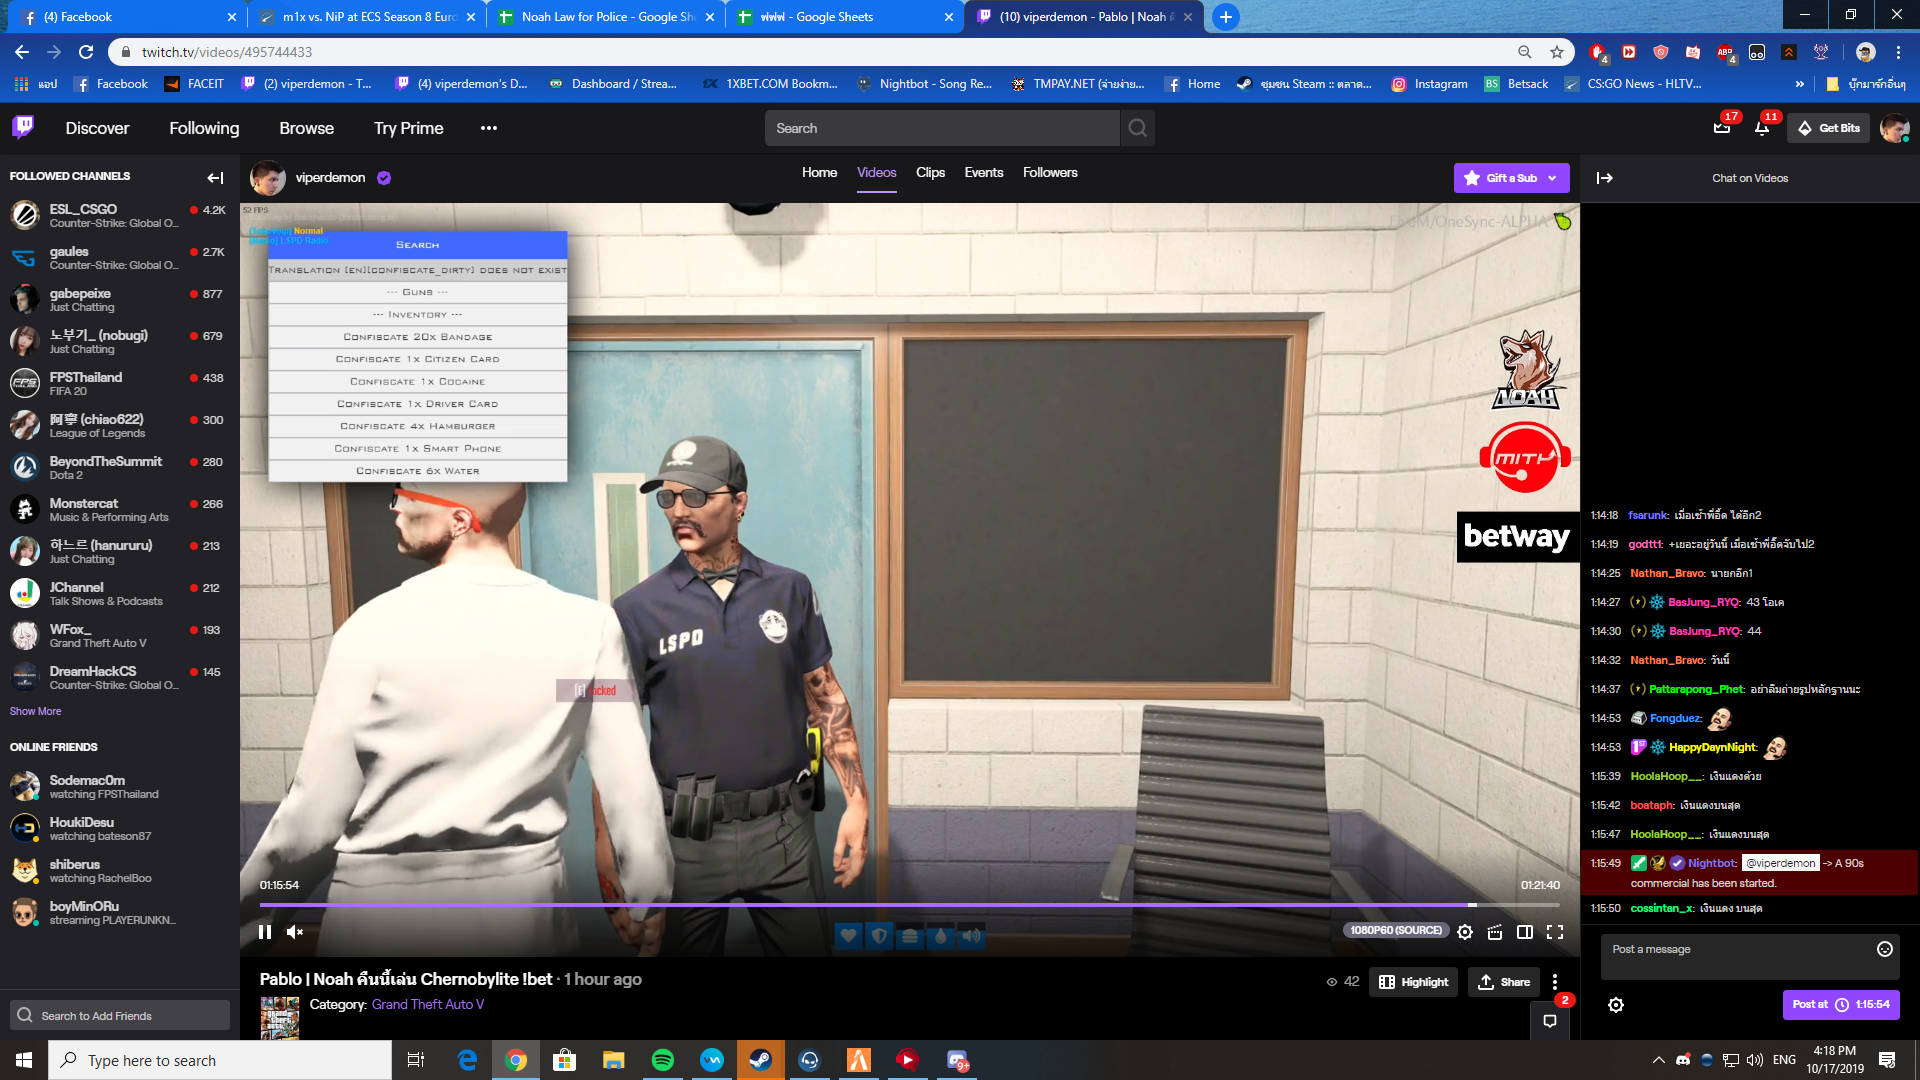 (4) Facebook
m1x vs. NiP at ECS Season 8 Euro
Noah Law for Police - Google She
ฟฟฟ - Google Sheets
(10) viperdemon - Pablo | Noah
twitch.tv/videos/495744433
4
ABP
4
แอป
Facebook
FACEIT
(2) viperdemon - T...
(4) viperdemon's D...
Dashboard / Strea...
1XBET.COM Bookm...
Nightbot - Song Re...
TMPAY.NET (จ่ายง่าย...
Home
ชุมชน Steam :: ตลาด...
Instagram
BS Betsack
CS:GO News - HLTV...
»
บุ๊กมาร์กอื่นๆ
Discover
Following
Browse
Try Prime
Search
17
11
Get Bits
FOLLOWED CHANNELS
ESL_CSGO
4.2K
Counter-Strike: Global O...
gaules
2.7K
Counter-Strike: Global O...
gabepeixe
877
Just Chatting
노부기_ (nobugi)
679
Just Chatting
FPSThailand
438
FIFA 20
阿寧 (chiao622)
300
League of Legends
BeyondTheSummit
280
Dota 2
Monstercat
266
Music & Performing Arts
하느르 (hanururu)
213
Just Chatting
JChannel
212
Talk Shows & Podcasts
WFox_
193
Grand Theft Auto V
DreamHackCS
145
Counter-Strike: Global O...
Show More
ONLINE FRIENDS
Sodemac0m
watching FPSThailand
HoukiDesu
watching bateson87
shiberus
watching RachelBoo
boyMinORu
streaming PLAYERUNKN...
Search to Add Friends
viperdemon
Home
Videos
Clips
Events
Followers
Gift a Sub
52 FPS
Normal
LSPD Radio
/OneSync-ALPHA
Search
Translation [en][confiscate_dirty] does not exist
--- Guns ---
--- Inventory ---
Confiscate 20x Bandage
Confiscate 1x Citizen Card
Confiscate 1x Cocaine
Confiscate 1x Driver Card
Confiscate 4x Hamburger
Confiscate 1x Smart Phone
Confiscate 6x Water
NOAH
MITH
betway
LSPD
[E]
01:15:54
01:21:40
1080P60 (SOURCE)
Pablo | Noah คืนนี้เล่น Chernobylite !bet · 1 hour ago
Category: Grand Theft Auto V
42
Highlight
Share
2
Chat on Videos
1:14:18 fsarunk: เมื่อเช้าพี่อี๊ด ได้อีก2
1:14:19 godttt: +เยอะอยู่วันนี้ เมื่อเช้าพี่อี๊ดจับไป2
1:14:25 Nathan_Bravo: นายกอีก1
1:14:27 BasJung_RYQ: 43 โอเค
1:14:30 BasJung_RYQ: 44
1:14:32 Nathan_Bravo: วันนี้
1:14:37 Pattarapong_Phet: อย่าลืมถ่ายรูปหลักฐานนะ
1:14:53 Fongduez:
1:14:53 HappyDaynNight:
1:15:39 HoolaHoop__: เงินแดงด้วย
1:15:42 boataph: เงินแดงบนสุด
1:15:47 HoolaHoop__: เงินแดงบนสุด
1:15:49 Nightbot: @viperdemon -> A 90s
commercial has been started.
1:15:50 cossintan_x: เงินแดง บนสุด
Post a message
Post at 1:15:54
Type here to search
9+
ENG
4:18 PM
10/17/2019